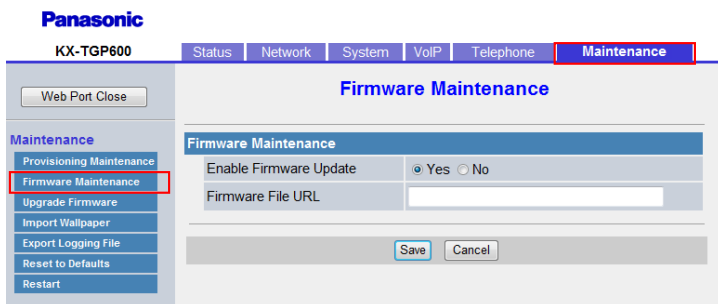 Panasonic
KX-TGP600
Status Network System VoIP Telephone Maintenance
Web Port Close
Firmware Maintenance
Maintenance
Provisioning Maintenance
Firmware Maintenance
Upgrade Firmware
Import Wallpaper
Export Logging File
Reset to Defaults
Restart
Firmware Maintenance
Enable Firmware Update Yes No
Firmware File URL
Save Cancel